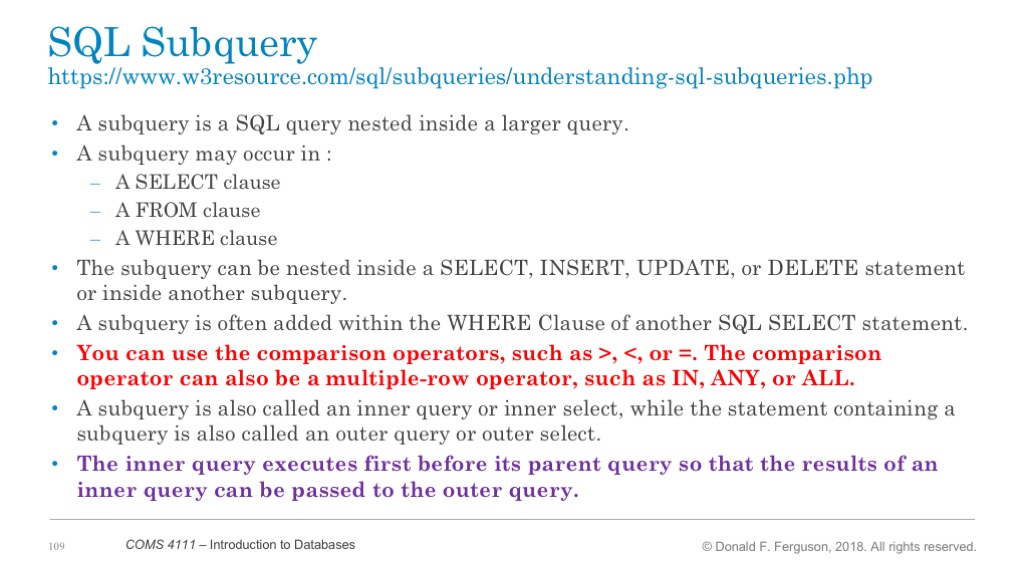 SQL Subquery
https://www.w3resource.com/sql/subqueries/understanding-sql-subqueries.php
• A subquery is a SQL query nested inside a larger query.
• A subquery may occur in :
– A SELECT clause
– A FROM clause
– A WHERE clause
• The subquery can be nested inside a SELECT, INSERT, UPDATE, or DELETE statement
or inside another subquery.
• A subquery is often added within the WHERE Clause of another SQL SELECT statement.
• You can use the comparison operators, such as >, <, or =. The comparison
operator can also be a multiple-row operator, such as IN, ANY, or ALL.
• A subquery is also called an inner query or inner select, while the statement containing a
subquery is also called an outer query or outer select.
• The inner query executes first before its parent query so that the results of an
inner query can be passed to the outer query.
109 COMS 4111 – Introduction to Databases © Donald F. Ferguson, 2018. All rights reserved.